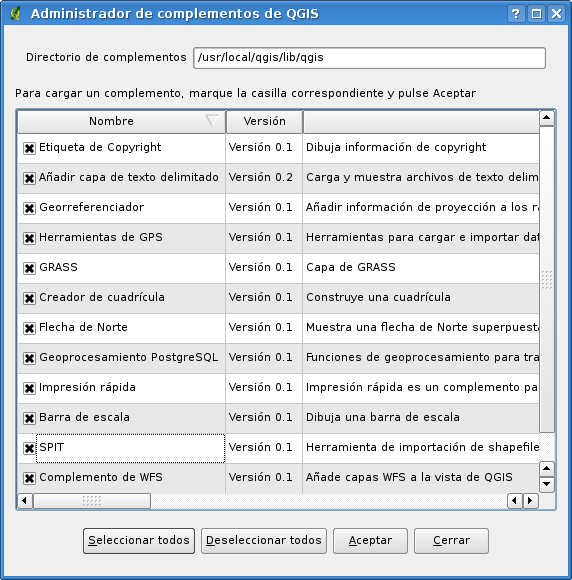 Administrador de complementos de QGIS
Directorio de complementos /usr/local/qgis/lib/qgis
Para cargar un complemento, marque la casilla correspondiente y pulse Aceptar
Nombre Versión
Etiqueta de Copyright Versión 0.1 Dibuja información de copyright
Añadir capa de texto delimitado Versión 0.2 Carga y muestra archivos de texto delim
Georreferenciador Versión 0.1 Añadir información de proyección a los rá
Herramientas de GPS Versión 0.1 Herramientas para cargar e importar dat
GRASS Versión 0.1 Capa de GRASS
Creador de cuadrícula Versión 0.1 Construye una cuadrícula
Flecha de Norte Versión 0.1 Muestra una flecha de Norte superpuesta
Geoprocesamiento PostgreSQL Versión 0.1 Funciones de geoprocesamiento para tra
Impresión rápida Versión 0.1 Impresión rápida es un complemento pa
Barra de escala Versión 0.1 Dibuja una barra de escala
SPIT Versión 0.1 Herramienta de importación de shapefile
Complemento de WFS Versión 0.1 Añade capas WFS a la vista de QGIS
Seleccionar todos Deseleccionar todos Aceptar Cerrar